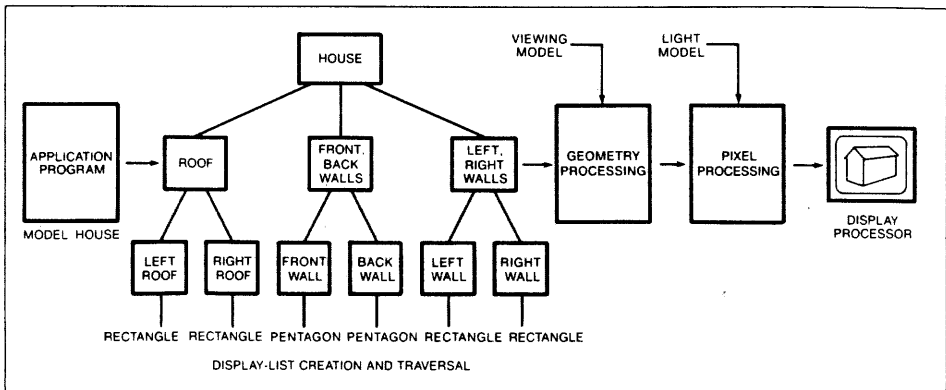 VIEWING
MODEL
LIGHT
MODEL
HOUSE
APPLICATION
PROGRAM
ROOF
FRONT,
BACK
WALLS
LEFT,
RIGHT
WALLS
GEOMETRY
PROCESSING
PIXEL
PROCESSING
MODEL HOUSE
DISPLAY
PROCESSOR
LEFT
ROOF
RIGHT
ROOF
FRONT
WALL
BACK
WALL
LEFT
WALL
RIGHT
WALL
RECTANGLE RECTANGLE PENTAGON PENTAGON RECTANGLE RECTANGLE
DISPLAY-LIST CREATION AND TRAVERSAL